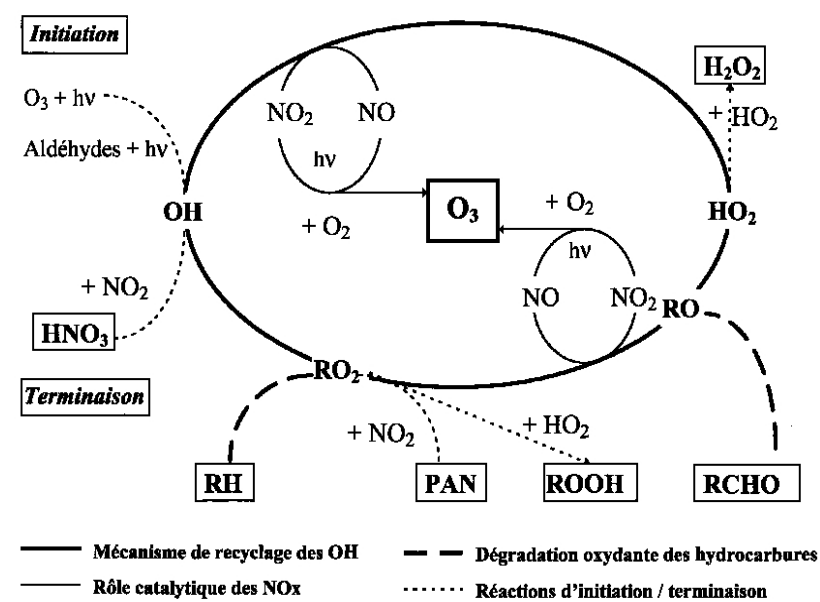 Initiation
O₃ + hν
Aldéhydes + hν
OH
+ NO₂
HNO₃
Terminaison
NO₂
NO
hν
+ O₂
O₃
+ O₂
hν
NO
NO₂
RO
HO₂
+ HO₂
H₂O₂
RO₂
+ NO₂
+ HO₂
RH
PAN
ROOH
RCHO
Mécanisme de recyclage des OH
Dégradation oxydante des hydrocarbures
Rôle catalytique des NOx
Réactions d'initiation / terminaison